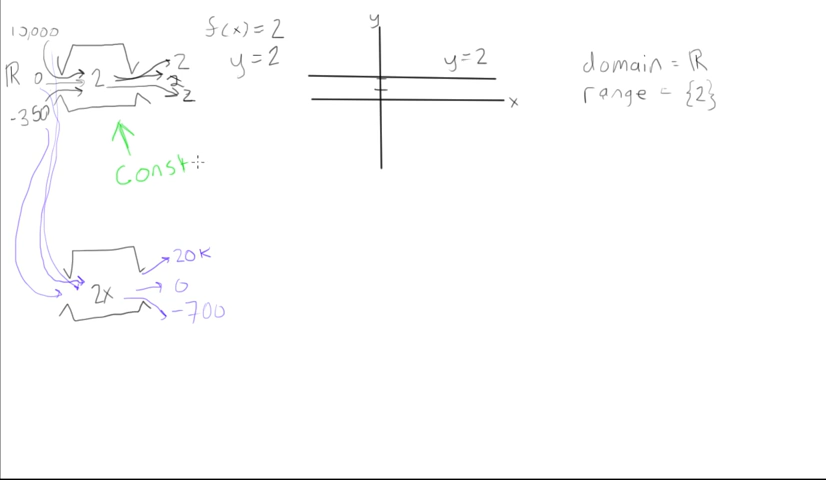 10,000
f(x) = 2
y = 2
ℝ 0 2 2
2
-350 2
y
y = 2
x
domain = ℝ
range = {2}
Const
2x
20K
0
-700